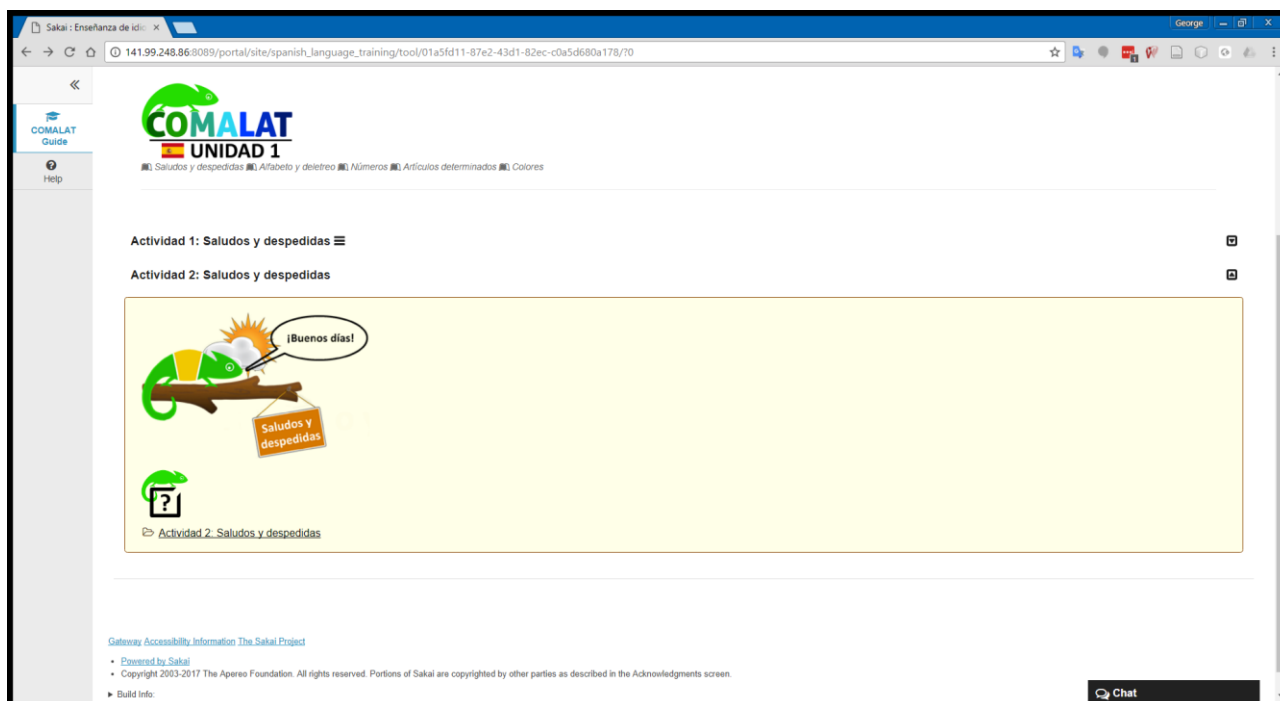 Sakai : Enseñanza de idio
George
141.99.248.86:8089/portal/site/spanish_language_training/tool/01a5fd11-87e2-43d1-82ec-c0a5d680a178/?0
COMALAT
Guide
Help
COMALAT
UNIDAD 1
Saludos y despedidas Alfabeto y deletreo Números Artículos determinados Colores
Actividad 1: Saludos y despedidas
Actividad 2: Saludos y despedidas
¡Buenos días!
Saludos y
despedidas
?
Actividad 2: Saludos y despedidas
Gateway Accessibility Information The Sakai Project
Powered by Sakai
Copyright 2003-2017 The Apereo Foundation. All rights reserved. Portions of Sakai are copyrighted by other parties as described in the Acknowledgments screen.
Build Info:
Chat